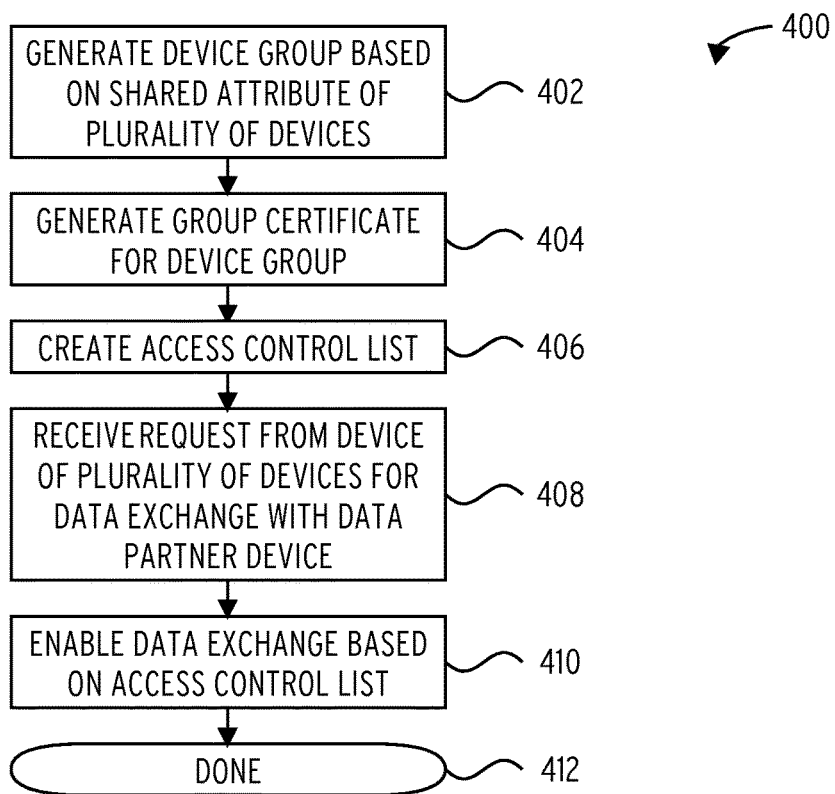 400
GENERATE DEVICE GROUP BASED
ON SHARED ATTRIBUTE OF
PLURALITY OF DEVICES
402
GENERATE GROUP CERTIFICATE
FOR DEVICE GROUP
404
CREATE ACCESS CONTROL LIST
406
RECEIVE REQUEST FROM DEVICE
OF PLURALITY OF DEVICES FOR
DATA EXCHANGE WITH DATA
PARTNER DEVICE
408
ENABLE DATA EXCHANGE BASED
ON ACCESS CONTROL LIST
410
DONE
412